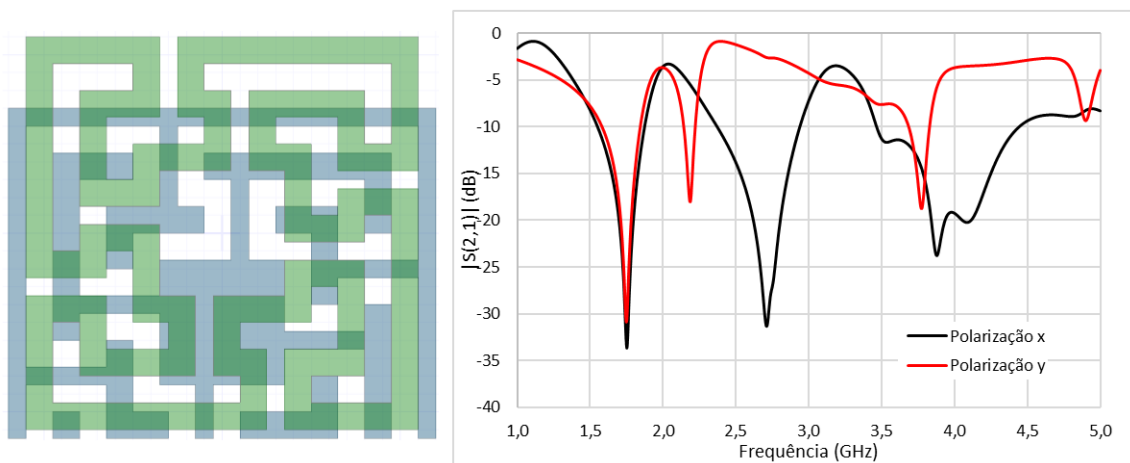 0
-5
-10
-15
-20
-25
-30
-35
-40
|S(2,1)| (dB)
Polarização x
Polarização y
1,0 1,5 2,0 2,5 3,0 3,5 4,0 4,5 5,0
Frequência (GHz)